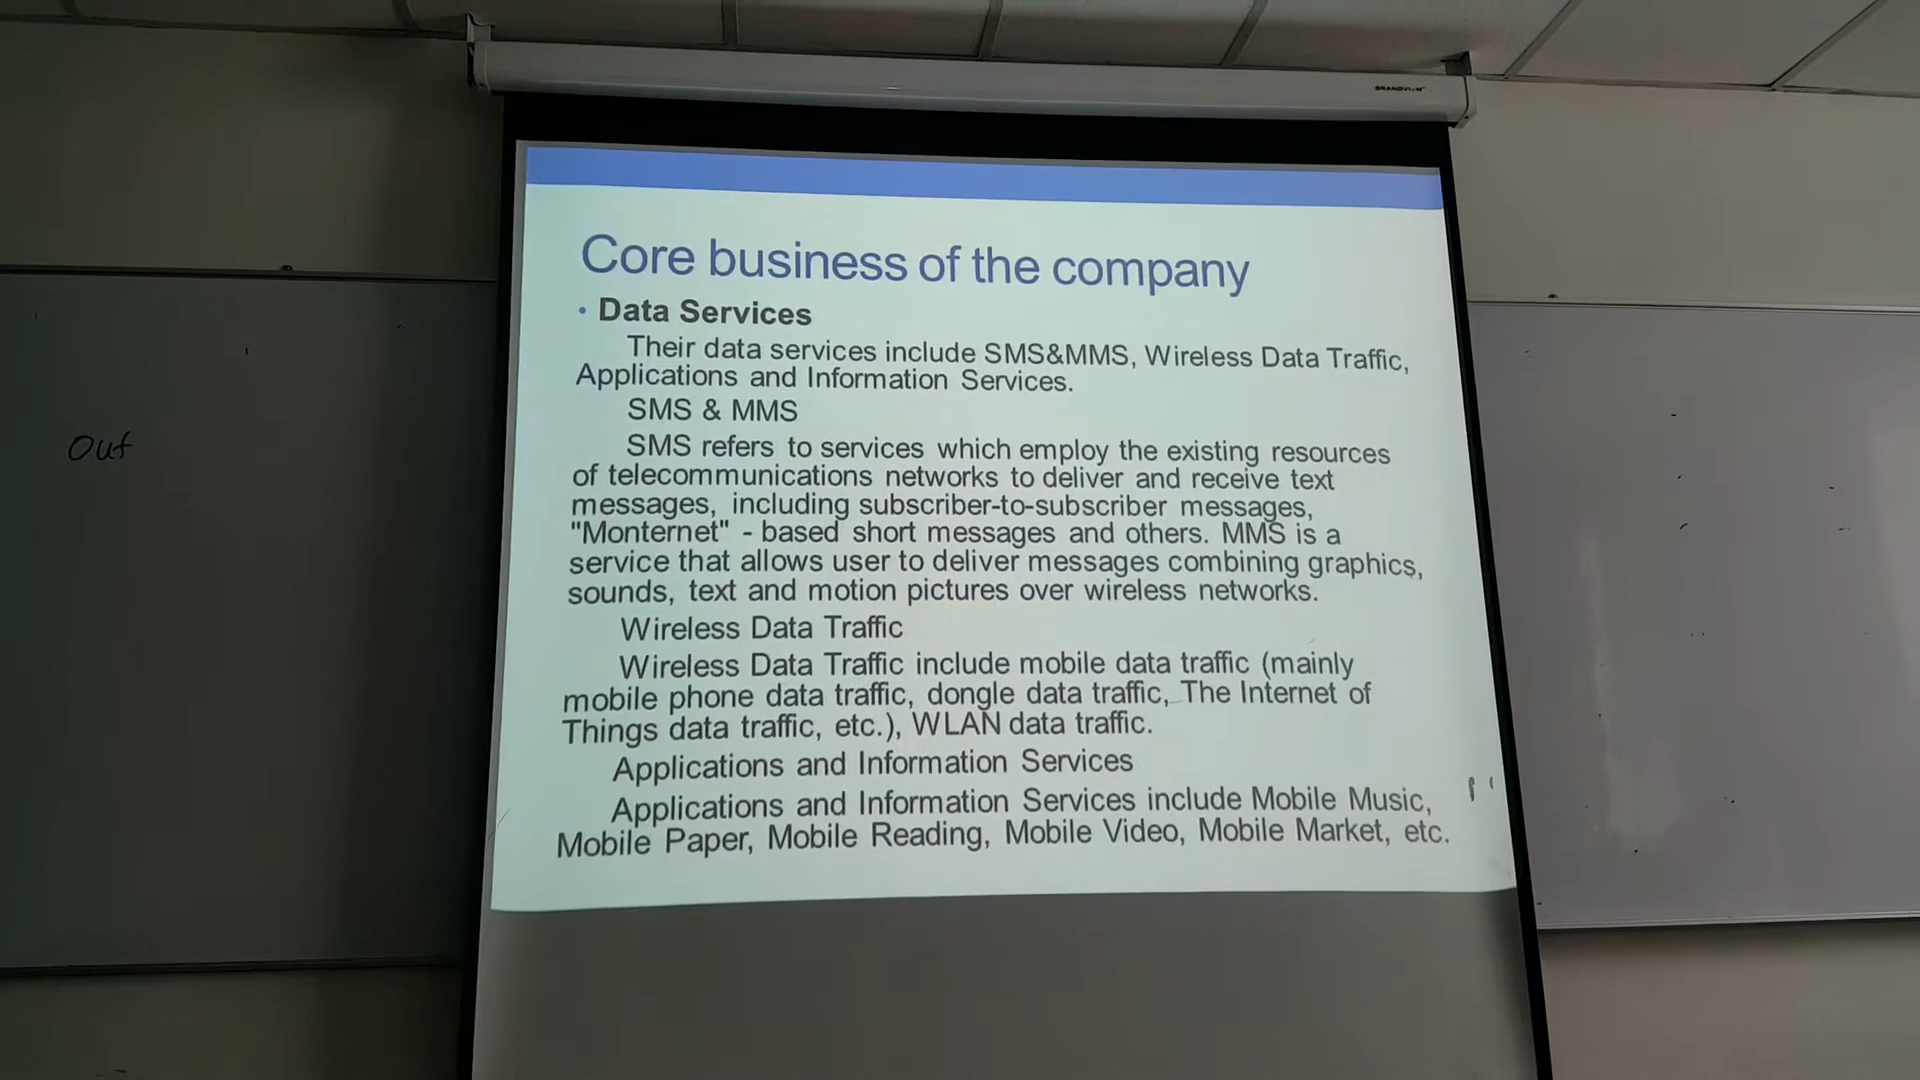 GRANDVIEW
Core business of the company
• Data Services
Their data services include SMS&MMS, Wireless Data Traffic,
Applications and Information Services.
SMS & MMS
SMS refers to services which employ the existing resources
of telecommunications networks to deliver and receive text
messages, including subscriber-to-subscriber messages,
"Monternet" - based short messages and others. MMS is a
service that allows user to deliver messages combining graphics,
sounds, text and motion pictures over wireless networks.
Wireless Data Traffic
Wireless Data Traffic include mobile data traffic (mainly
mobile phone data traffic, dongle data traffic, The Internet of
Things data traffic, etc.), WLAN data traffic.
Applications and Information Services
Applications and Information Services include Mobile Music,
Mobile Paper, Mobile Reading, Mobile Video, Mobile Market, etc.
Out